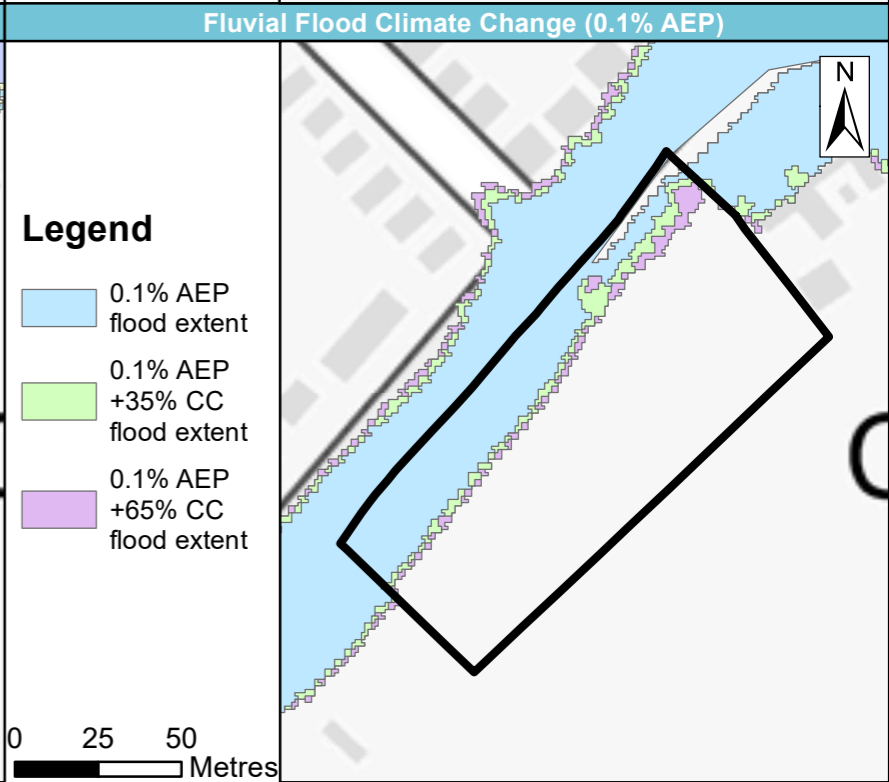 Fluvial Flood Climate Change (0.1% AEP)
N
Legend
0.1% AEP
flood extent
0.1% AEP
+35% CC
flood extent
0.1% AEP
+65% CC
flood extent
0 25 50
Metres